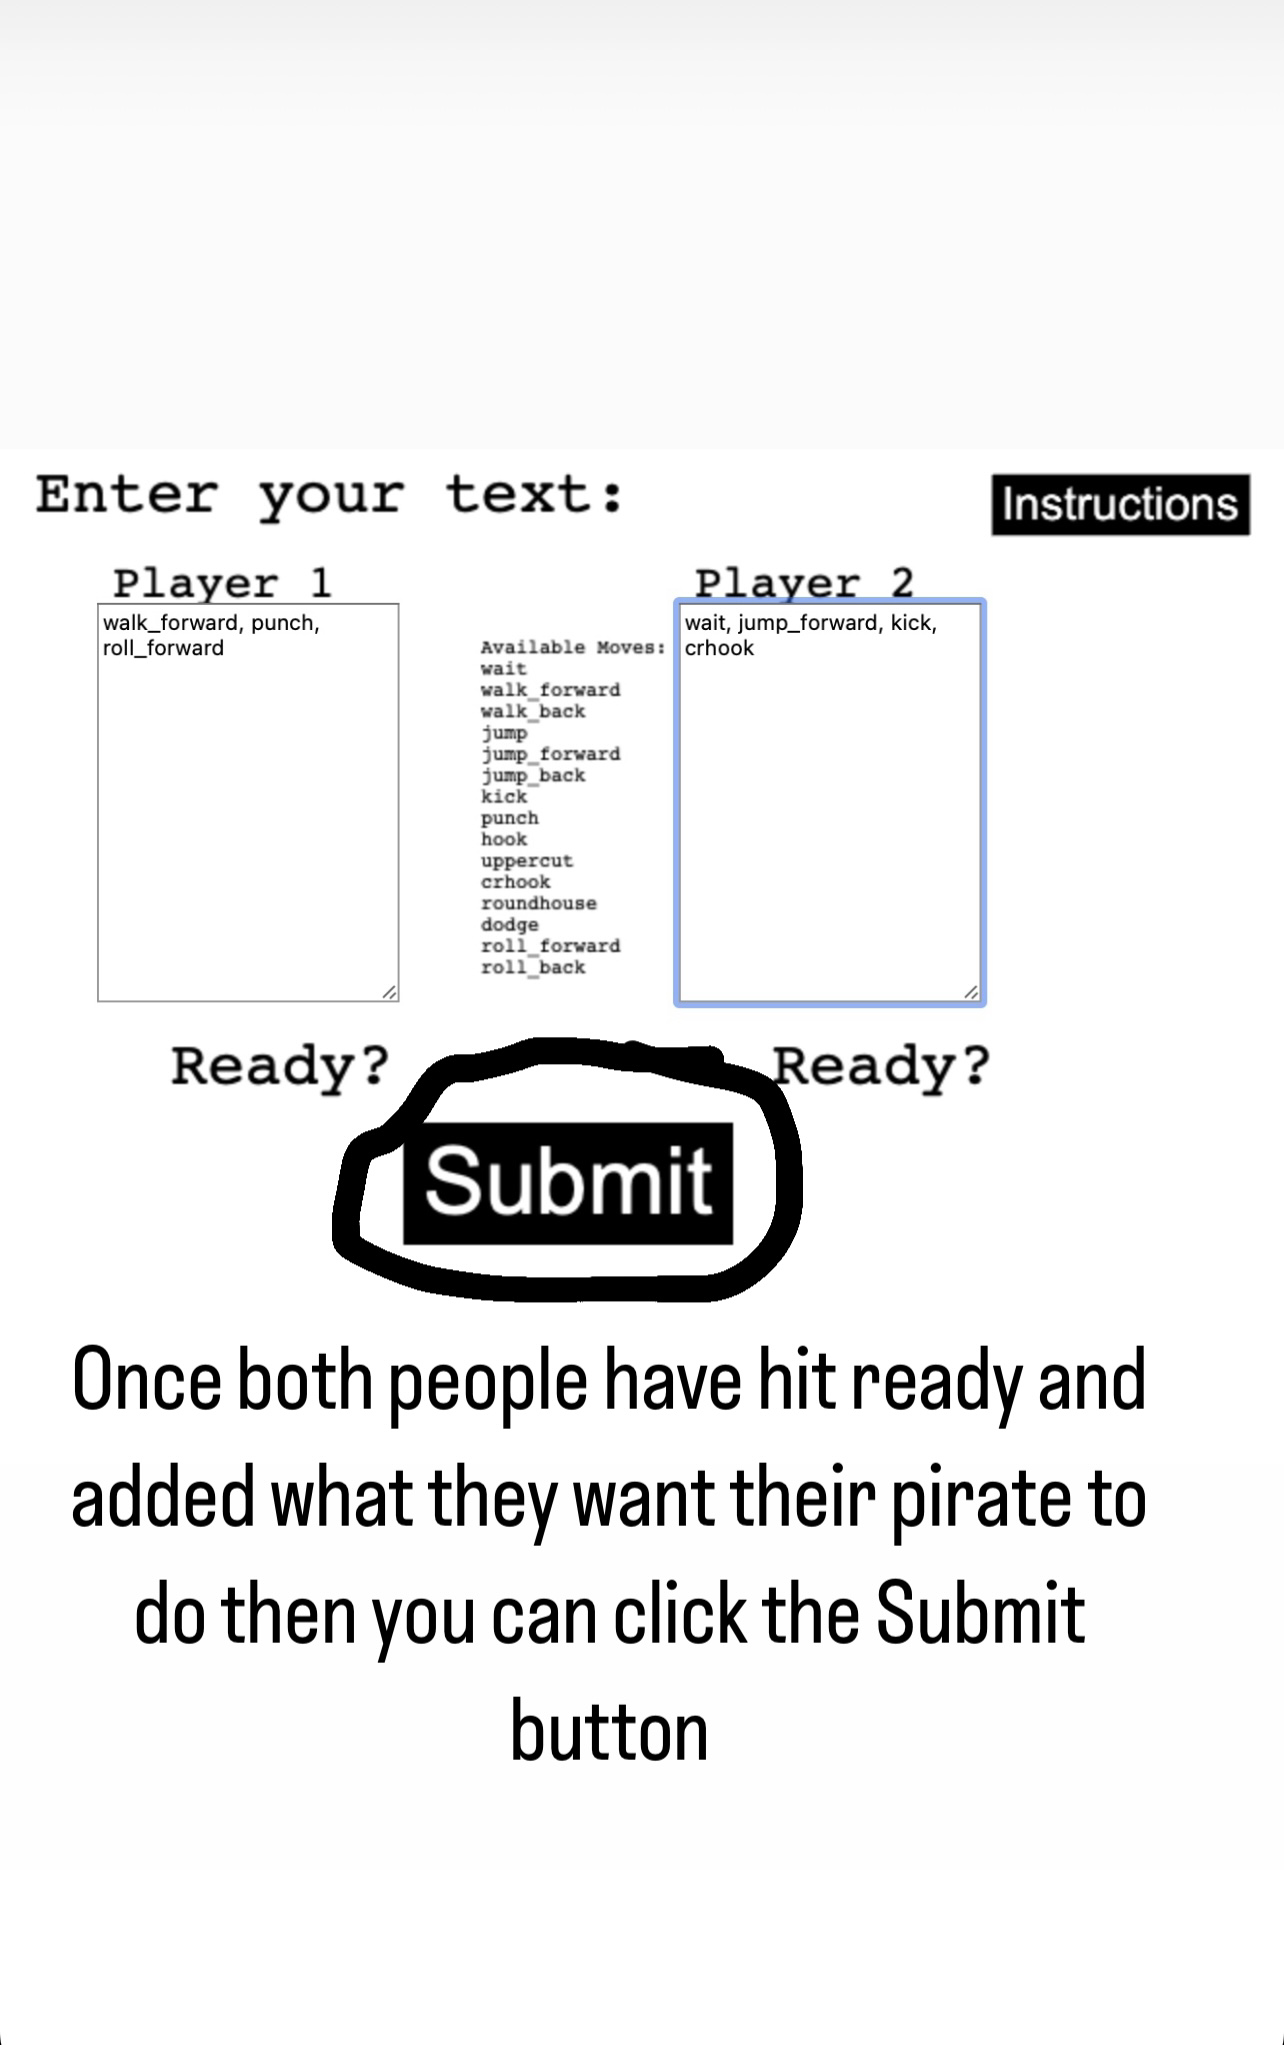 Enter your text:
Instructions
Player 1
walk_forward, punch,
roll_forward
Available Moves:
wait
walk_forward
walk_back
jump
jump_forward
jump_back
kick
punch
hook
uppercut
crhook
roundhouse
dodge
roll_forward
roll_back
Player 2
wait, jump_forward, kick,
crhook
Ready?
Ready?
Submit
Once both people have hit ready and
added what they want their pirate to
do then you can click the Submit
button